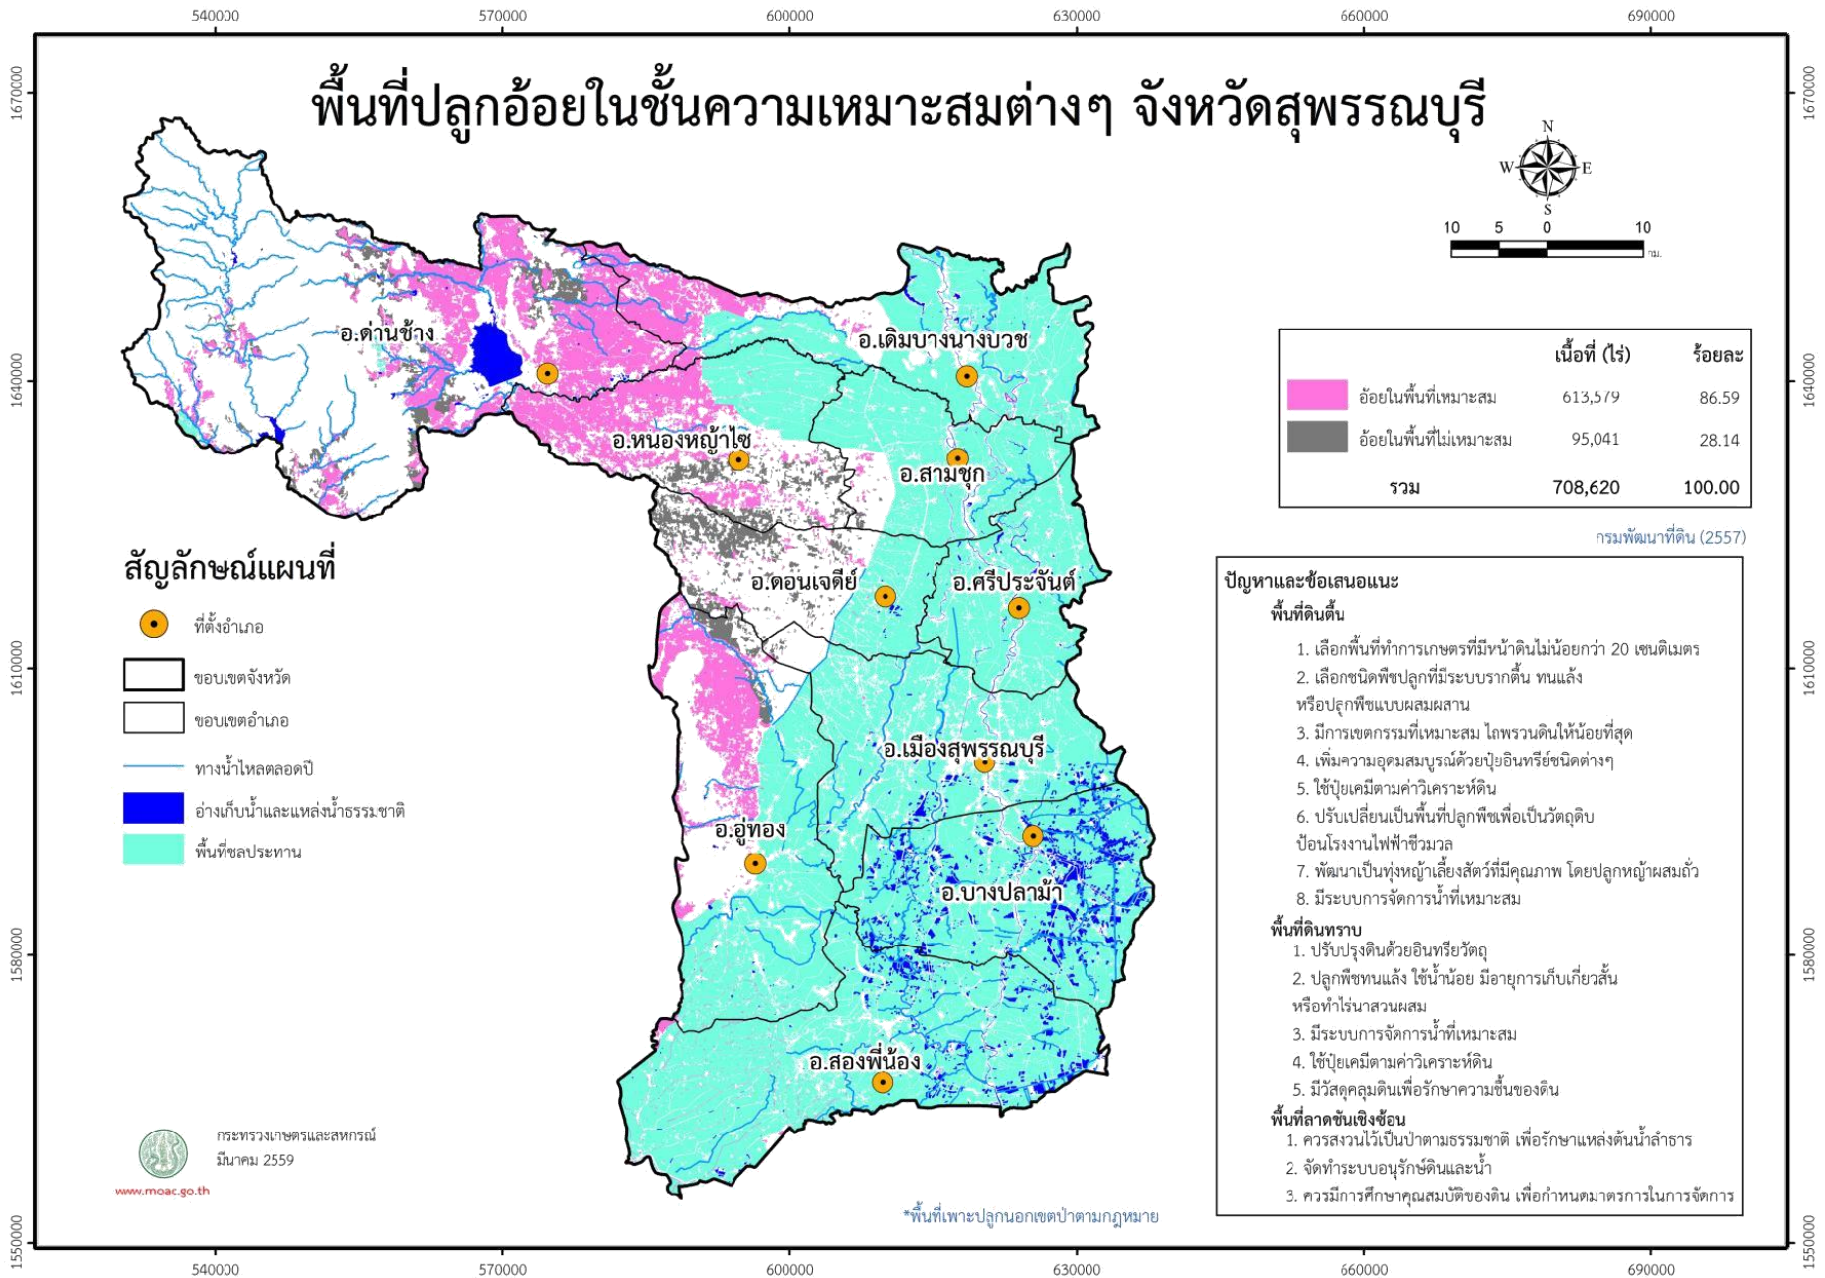 540000 570000 600000 630000 660000 690000
พื้นที่ปลูกอ้อยในชั้นความเหมาะสมต่างๆ จังหวัดสุพรรณบุรี
1670000 1670000
N
W E
S
10 5 0 10
กม.
อ.ด่านช้าง
อ.เดิมบางนางบวช
อ.หนองหญ้าไซ
อ.สามชุก
อ.ดอนเจดีย์
อ.ศรีประจันต์
อ.เมืองสุพรรณบุรี
อ.อู่ทอง
อ.บางปลาม้า
อ.สองพี่น้อง
เนื้อที่ (ไร่) ร้อยละ
1640000 1640000
อ้อยในพื้นที่เหมาะสม 613,579 86.59
อ้อยในพื้นที่ไม่เหมาะสม 95,041 28.14
รวม 708,620 100.00
กรมพัฒนาที่ดิน (2557)
สัญลักษณ์แผนที่
ที่ตั้งอำเภอ
ขอบเขตจังหวัด
ขอบเขตอำเภอ
ทางน้ำไหลตลอดปี
อ่างเก็บน้ำและแหล่งน้ำธรรมชาติ
พื้นที่ชลประทาน
1610000 1610000
ปัญหาและข้อเสนอแนะ
พื้นที่ดินตื้น
1. เลือกพื้นที่ทำการเกษตรที่มีหน้าดินไม่น้อยกว่า 20 เซนติเมตร
2. เลือกชนิดพืชปลูกที่มีระบบรากตื้น ทนแล้ง
หรือปลูกพืชแบบผสมผสาน
3. มีการเขตกรรมที่เหมาะสม ไถพรวนดินให้น้อยที่สุด
4. เพิ่มความอุดมสมบูรณ์ด้วยปุ๋ยอินทรีย์ชนิดต่างๆ
5. ใช้ปุ๋ยเคมีตามค่าวิเคราะห์ดิน
6. ปรับเปลี่ยนเป็นพื้นที่ปลูกพืชเพื่อเป็นวัตถุดิบ
ป้อนโรงงานไฟฟ้าชีวมวล
7. พัฒนาเป็นทุ่งหญ้าเลี้ยงสัตว์ที่มีคุณภาพ โดยปลูกหญ้าผสมถั่ว
8. มีระบบการจัดการน้ำที่เหมาะสม
พื้นที่ดินทราบ
1. ปรับปรุงดินด้วยอินทรียวัตถุ
2. ปลูกพืชทนแล้ง ใช้น้ำน้อย มีอายุการเก็บเกี่ยวสั้น
หรือทำไร่นาสวนผสม
3. มีระบบการจัดการน้ำที่เหมาะสม
4. ใช้ปุ๋ยเคมีตามค่าวิเคราะห์ดิน
5. มีวัสดุคลุมดินเพื่อรักษาความชื้นของดิน
พื้นที่ลาดชันเชิงซ้อน
1. ควรสงวนไว้เป็นป่าตามธรรมชาติ เพื่อรักษาแหล่งต้นน้ำลำธาร
2. จัดทำระบบอนุรักษ์ดินและน้ำ
3. ควรมีการศึกษาคุณสมบัติของดิน เพื่อกำหนดมาตรการในการจัดการ
1580000 1580000
กระทรวงเกษตรและสหกรณ์
มีนาคม 2559
www.moac.go.th
*พื้นที่เพาะปลูกนอกเขตป่าตามกฎหมาย
1550000 1550000
540000 570000 600000 630000 660000 690000